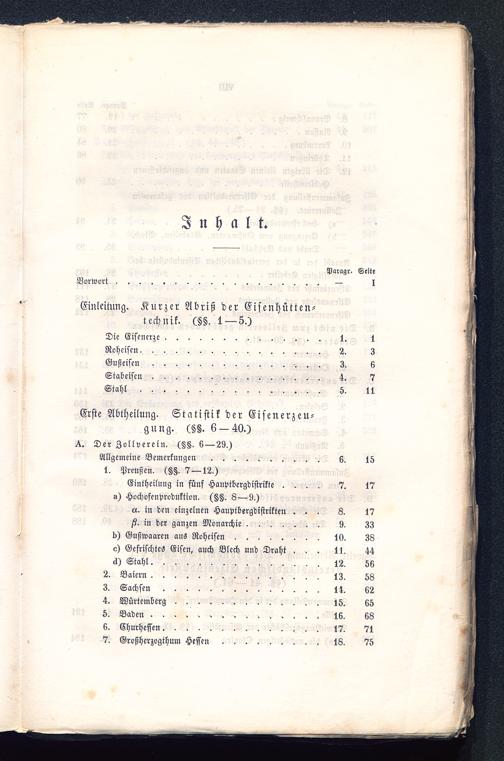 Inhalt.
Paragr. Seite
Vorwort . . . . . . . . . . . . . . . . . . — I
Einleitung. Kurzer Abriß der Eisenhütten-
technik. (§§. 1—5.)
Die Eisenerze . . . . . . . . . . . . . . 1. 1
Roheisen. . . . . . . . . . . . . . . . 2. 3
Gußeisen . . . . . . . . . . . . . . . . 3. 6
Stabeisen . . . . . . . . . . . . . . . 4. 7
Stahl . . . . . . . . . . . . . . . . . 5. 11
Erste Abtheilung. Statistik der Eisenerzeu-
gung. (§§. 6—40.)
A. Der Zollverein. (§§. 6—29.)
Allgemeine Bemerkungen . . . . . . . . . . 6. 15
1. Preußen. (§§. 7—12.)
Eintheilung in fünf Hauptbergdistrikte . . . . 7. 17
a) Hochofenproduktion. (§§. 8—9.)
α. in den einzelnen Hauptbergdistrikten . . . 8. 17
β. in der ganzen Monarchie . . . . . . . 9. 33
b) Gußwaaren aus Roheisen . . . . . . . . 10. 38
c) Gefrischtes Eisen, auch Blech und Draht . . . 11. 44
d) Stahl . . . . . . . . . . . . . . . 12. 56
2. Baiern . . . . . . . . . . . . . . . 13. 58
3. Sachsen . . . . . . . . . . . . . . 14. 62
4. Würtemberg . . . . . . . . . . . . . 15. 65
5. Baden . . . . . . . . . . . . . . . 16. 68
6. Churhessen . . . . . . . . . . . . . . 17. 71
7. Großherzogthum Hessen . . . . . . . . . 18. 75